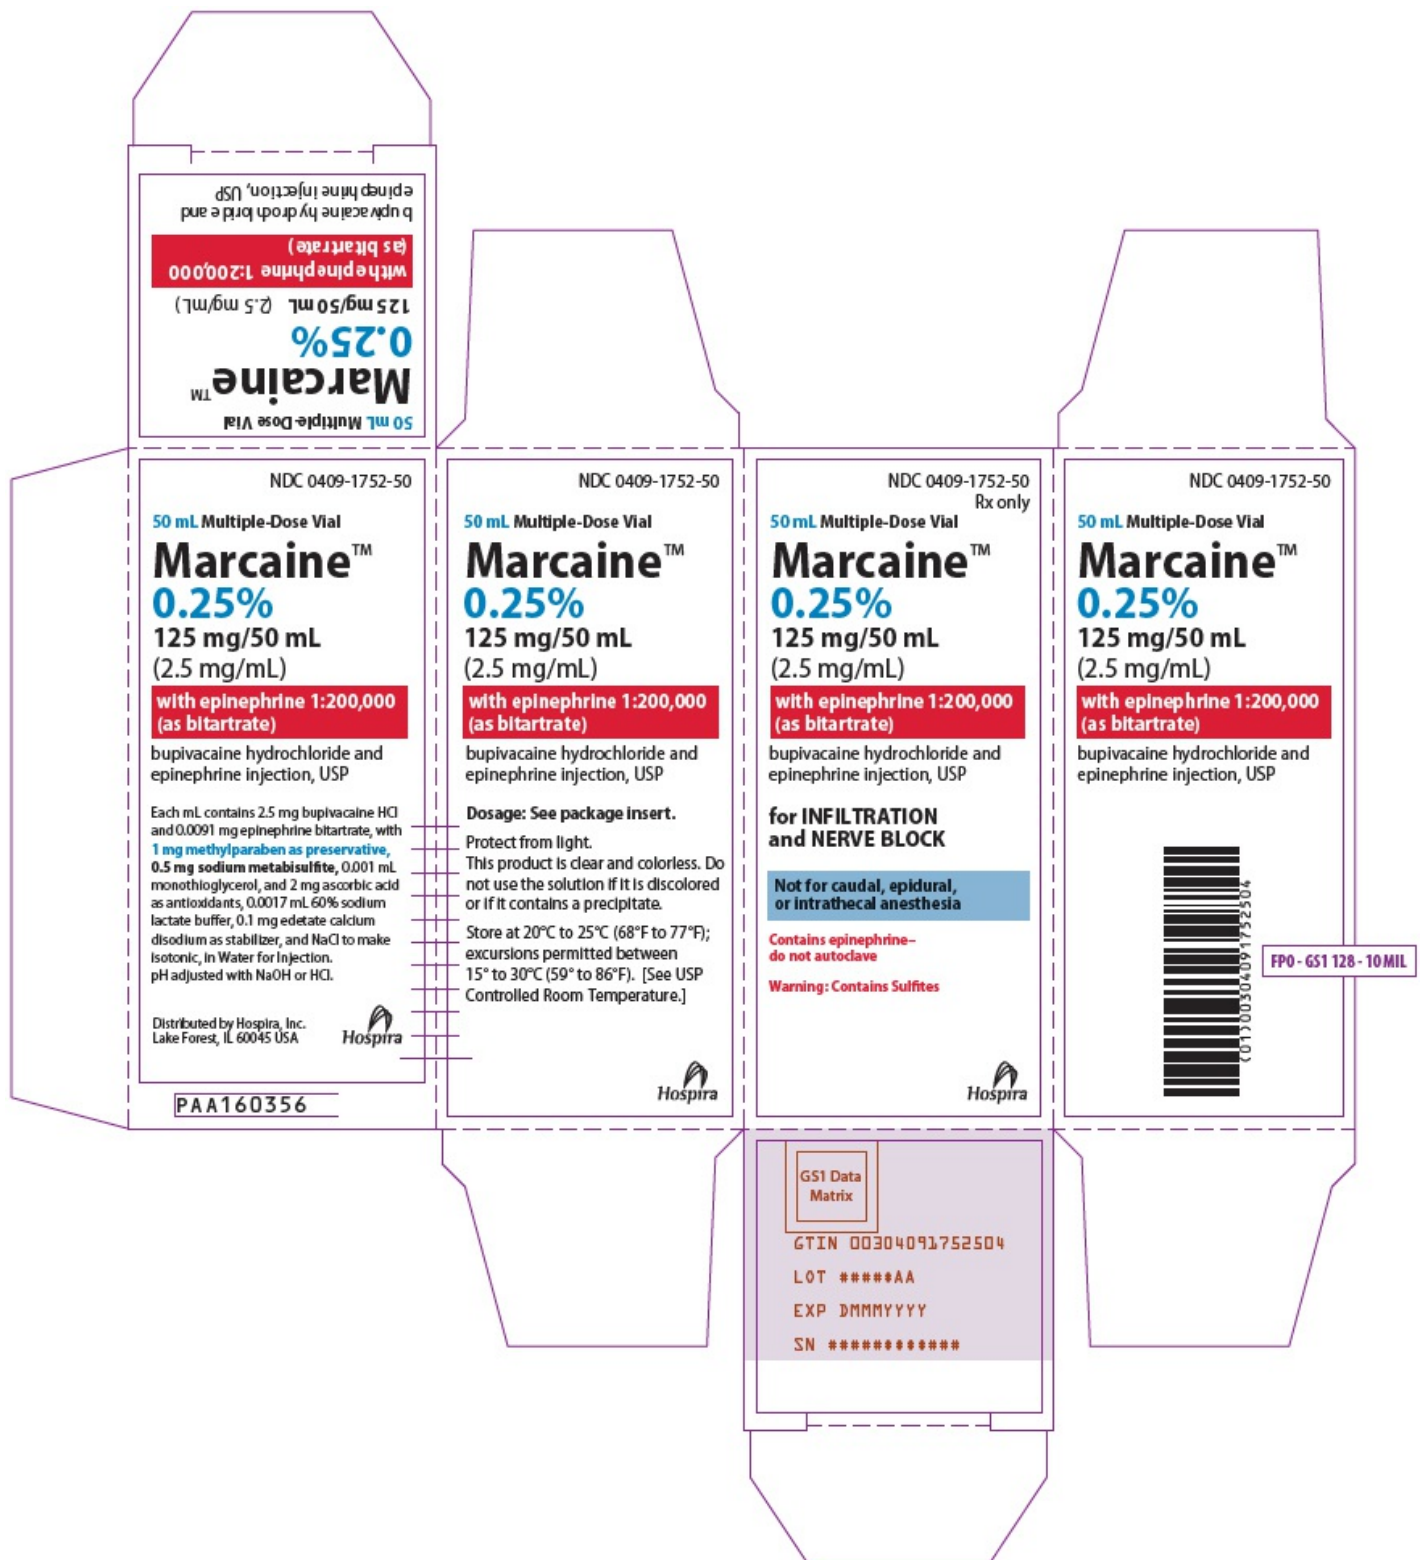 50 mL Multiple-Dose Vial
Marcaine™
0.25%
125 mg/50 mL (2.5 mg/mL)
with epinephrine 1:200,000
(as bitartrate)
bupivacaine hydrochloride and
epinephrine injection, USP
NDC 0409-1752-50
50 mL Multiple-Dose Vial
Marcaine™
0.25%
125 mg/50 mL
(2.5 mg/mL)
with epinephrine 1:200,000
(as bitartrate)
bupivacaine hydrochloride and
epinephrine injection, USP
Each mL contains 2.5 mg bupivacaine HCl
and 0.0091 mg epinephrine bitartrate, with
1 mg methylparaben as preservative,
0.5 mg sodium metabisulfite, 0.001 mL
monothioglycerol, and 2 mg ascorbic acid
as antioxidants, 0.0017 mL 60% sodium
lactate buffer, 0.1 mg edetate calcium
disodium as stabilizer, and NaCl to make
isotonic, in Water for Injection.
pH adjusted with NaOH or HCl.
Distributed by Hospira, Inc.
Lake Forest, IL 60045 USA
Hospira
PAA160356
NDC 0409-1752-50
50 mL Multiple-Dose Vial
Marcaine™
0.25%
125 mg/50 mL
(2.5 mg/mL)
with epinephrine 1:200,000
(as bitartrate)
bupivacaine hydrochloride and
epinephrine injection, USP
Dosage: See package insert.
Protect from light.
This product is clear and colorless. Do
not use the solution if it is discolored
or if it contains a precipitate.
Store at 20°C to 25°C (68°F to 77°F);
excursions permitted between
15° to 30°C (59° to 86°F). [See USP
Controlled Room Temperature.]
Hospira
NDC 0409-1752-50
Rx only
50 mL Multiple-Dose Vial
Marcaine™
0.25%
125 mg/50 mL
(2.5 mg/mL)
with epinephrine 1:200,000
(as bitartrate)
bupivacaine hydrochloride and
epinephrine injection, USP
for INFILTRATION
and NERVE BLOCK
Not for caudal, epidural,
or intrathecal anesthesia
Contains epinephrine–
do not autoclave
Warning: Contains Sulfites
Hospira
NDC 0409-1752-50
50 mL Multiple-Dose Vial
Marcaine™
0.25%
125 mg/50 mL
(2.5 mg/mL)
with epinephrine 1:200,000
(as bitartrate)
bupivacaine hydrochloride and
epinephrine injection, USP
(01)00304091752504
FPO - GS1 128 - 10 MIL
GS1 Data
Matrix
GTIN 00304091752504
LOT #####AA
EXP DMMMYYYY
SN ############